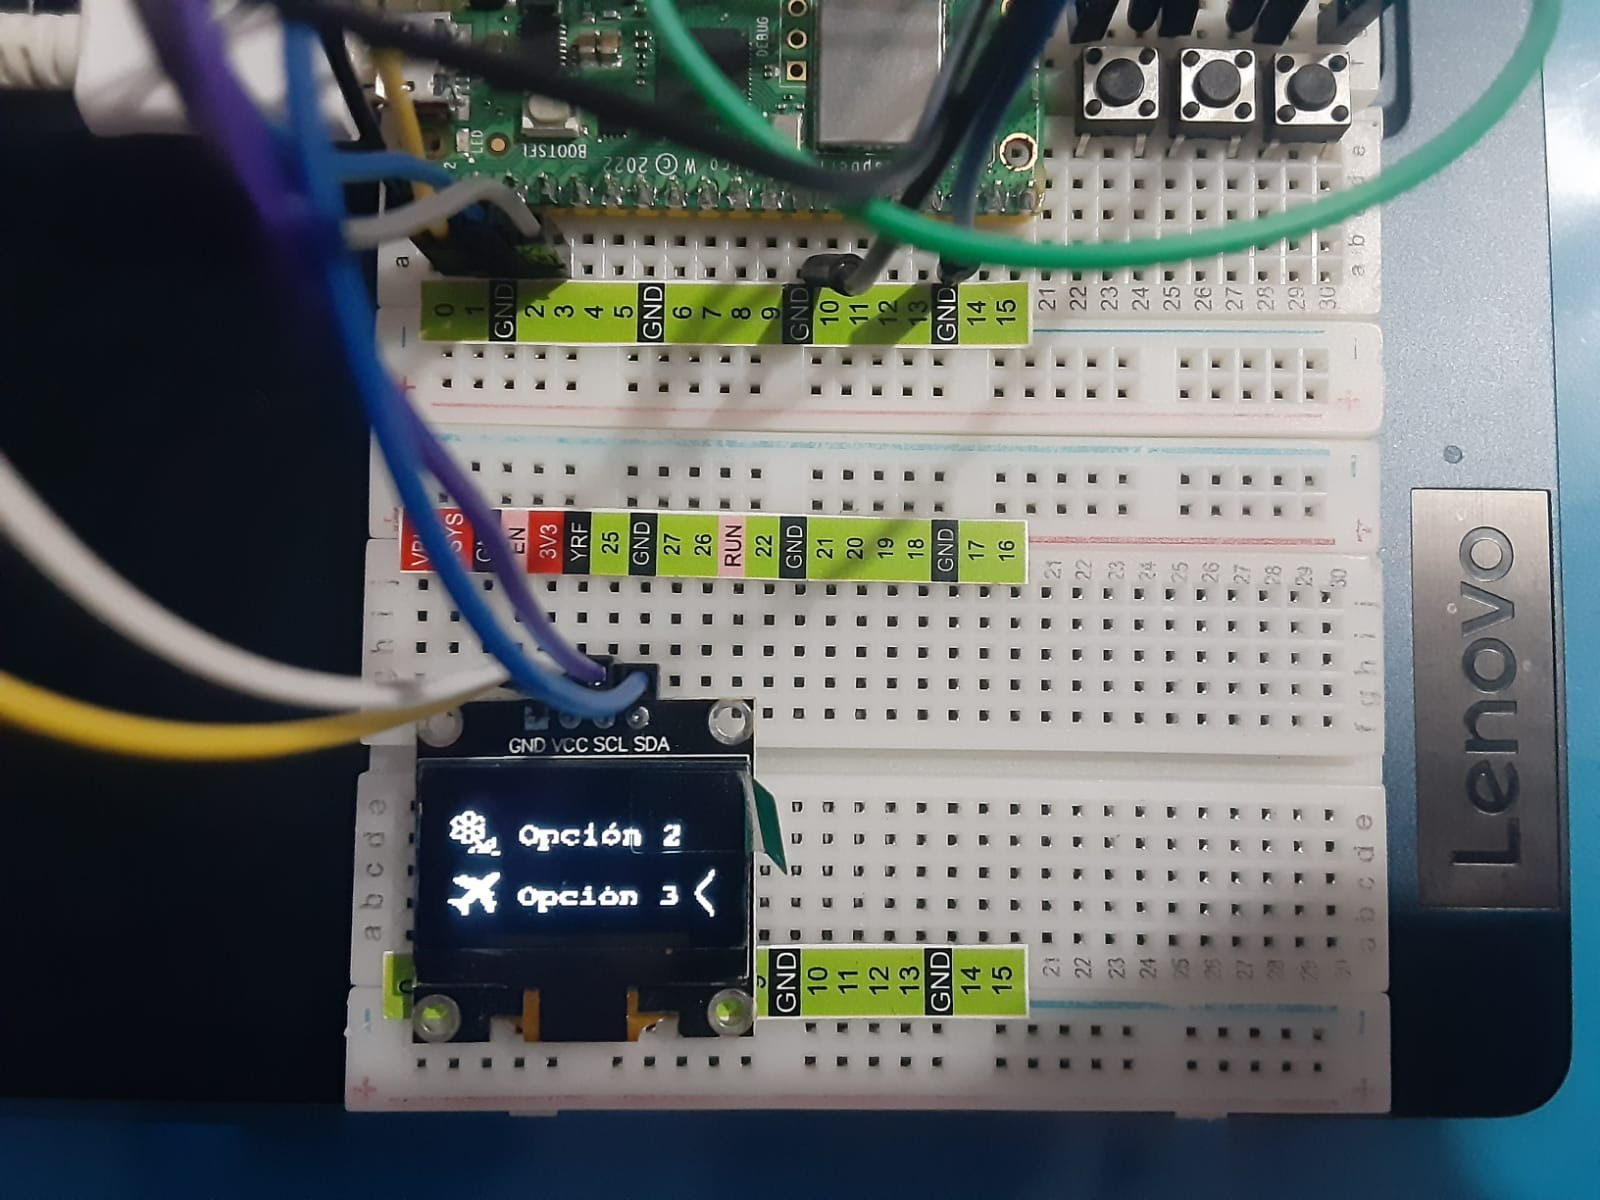 DEBUG
LED
2
BOOTSEL
W © 2022
e
b
a
a
0 1 GND 2 3 4 5 GND 6 7 8 9 GND 10 11 12 13 GND 14 15
21 22 23 24 25 26 27 28 29 30
3V3 YRF 25 GND 27 26 RUN 22 GND 21 20 19 18 GND 17 16
EN
21 22 23 24 25 26 27 28 29 30
j
i
h
g
f
GND VCC SCL SDA
Opción 2
Opción 3 <
e
d
c
b
a
GND 10 11 12 13 GND 14 15
21 22 23 24 25 26 27 28 29 30
Lenovo